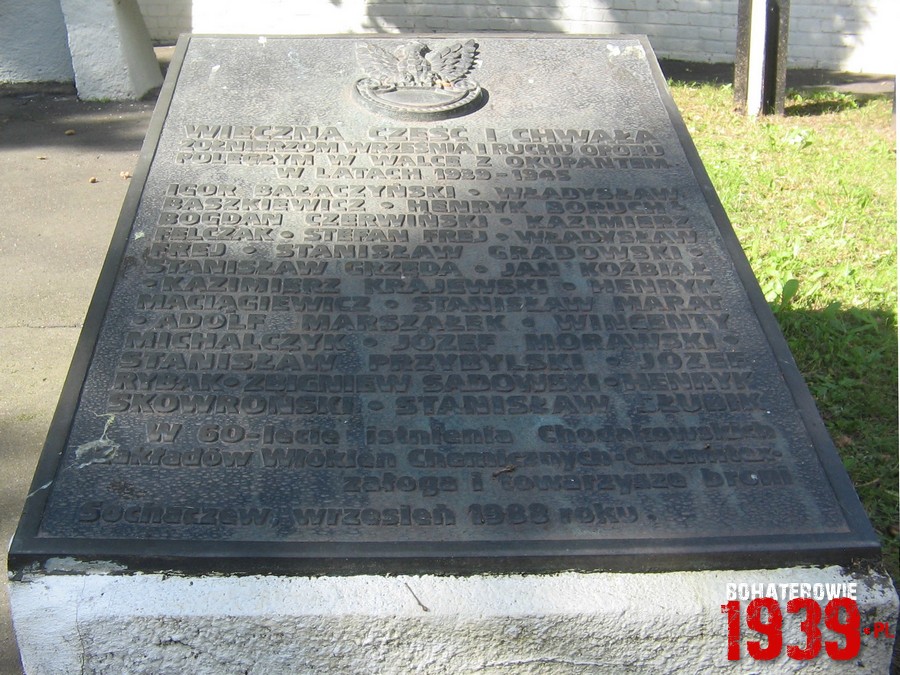 WIECZNA CZEŚĆ I CHWAŁA
ŻOŁNIERZOM WRZEŚNIA I RUCHU OPORU
POLEGŁYM W WALCE Z OKUPANTEM
W LATACH 1939-1945
IGOR BAŁACZYŃSKI • WŁADYSŁAW
BASZKIEWICZ • HENRYK BORUCKI
BOGDAN CZERWIŃSKI • KAZIMIERZ
FELCZAK • STEFAN FREJ • WŁADYSŁAW
FREJ • STANISŁAW GRADOWSKI •
STANISŁAW GRZEDA • JAN KOŹBIAŁ
• KAZIMIERZ KRAJEWSKI • HENRYK
MACIĄGIEWICZ • STANISŁAW MARAT
• ADOLF MARSZAŁEK • WINCENTY
MICHALCZYK • JÓZEF MORAWSKI •
STANISŁAW PRZYBYLSKI • JÓZEF
RYBAK • ZBIGNIEW SADOWSKI • HENRYK
SKOWROŃSKI • STANISŁAW SŁUBIK
W 60-lecie istnienia Chodakowskich
Zakładów Włókien Chemicznych-Chemitex-
załoga i towarzysze broni
Sochaczew, wrzesień 1988 roku.
BOHATEROWIE
1939.PL